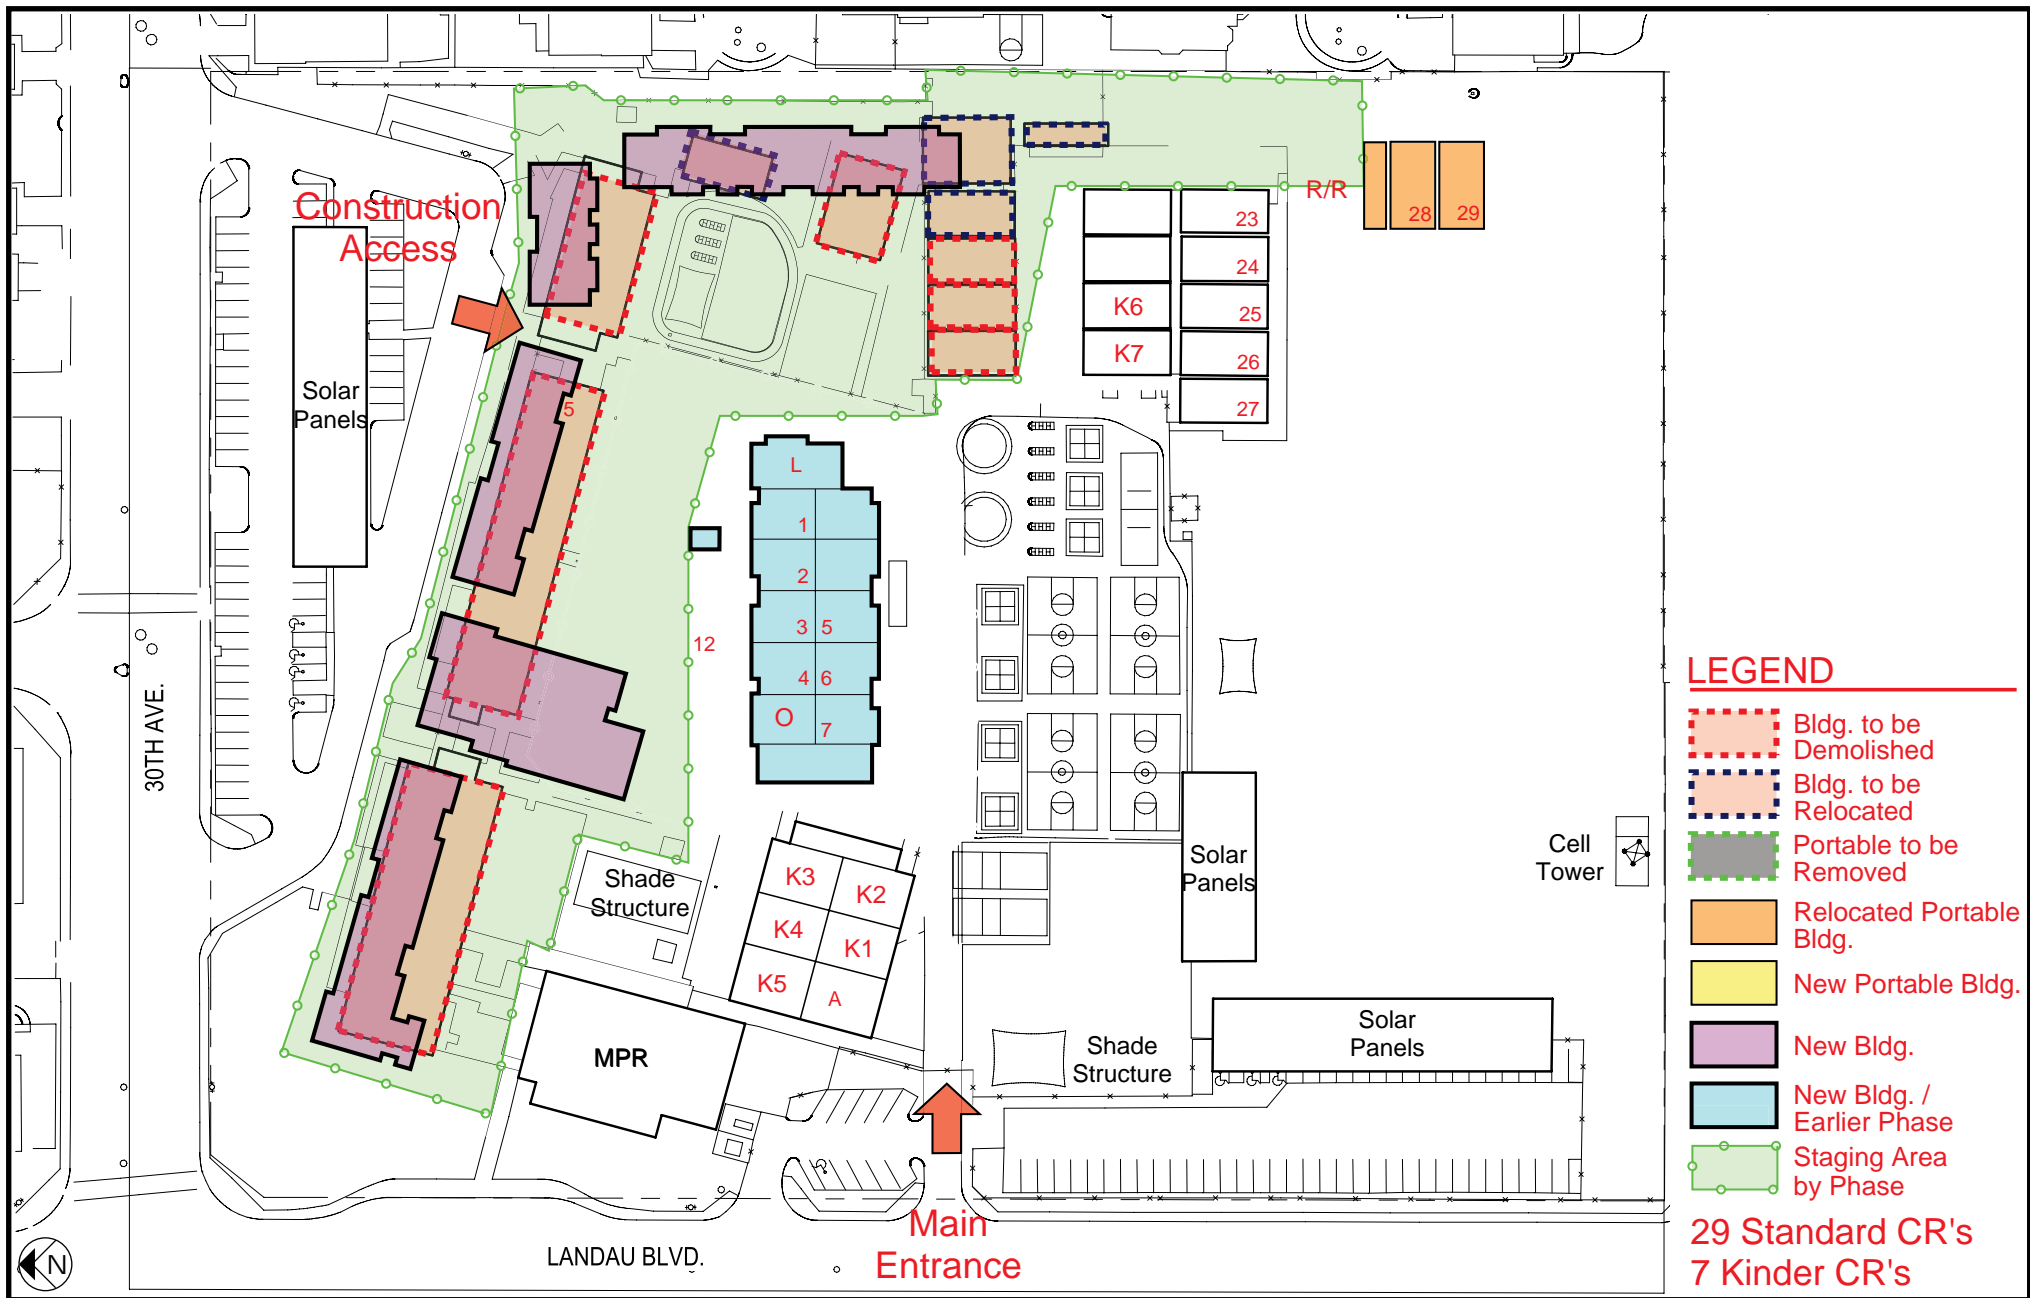 Construction
Access
R/R
28
29
23
24
K6
25
K7
26
27
Solar
Panels
5
L
1
2
3
5
12
4
6
O
7
30TH AVE.
LEGEND
Bldg. to be
Demolished
Bldg. to be
Relocated
Portable to be
Removed
Relocated Portable
Bldg.
New Portable Bldg.
New Bldg.
New Bldg. /
Earlier Phase
Staging Area
by Phase
29 Standard CR's
7 Kinder CR's
Cell
Tower
Solar
Panels
Shade
Structure
K3
K2
K4
K1
K5
A
MPR
Shade
Structure
Solar
Panels
Main
Entrance
LANDAU BLVD.
N